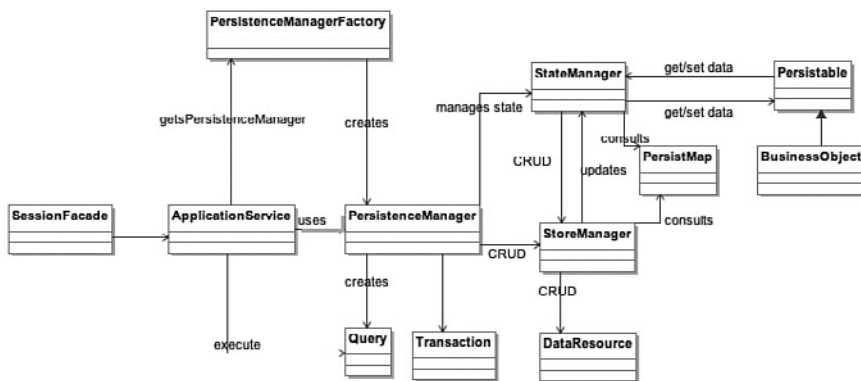 PersistenceManagerFactory
StateManager
get/set data
Persistable
getsPersistenceManager
creates
manages state
get/set data
consults
CRUD
updates
PersistMap
BusinessObject
SessionFacade
ApplicationService
uses
PersistenceManager
StoreManager
consults
CRUD
creates
CRUD
execute
Query
Transaction
DataResource